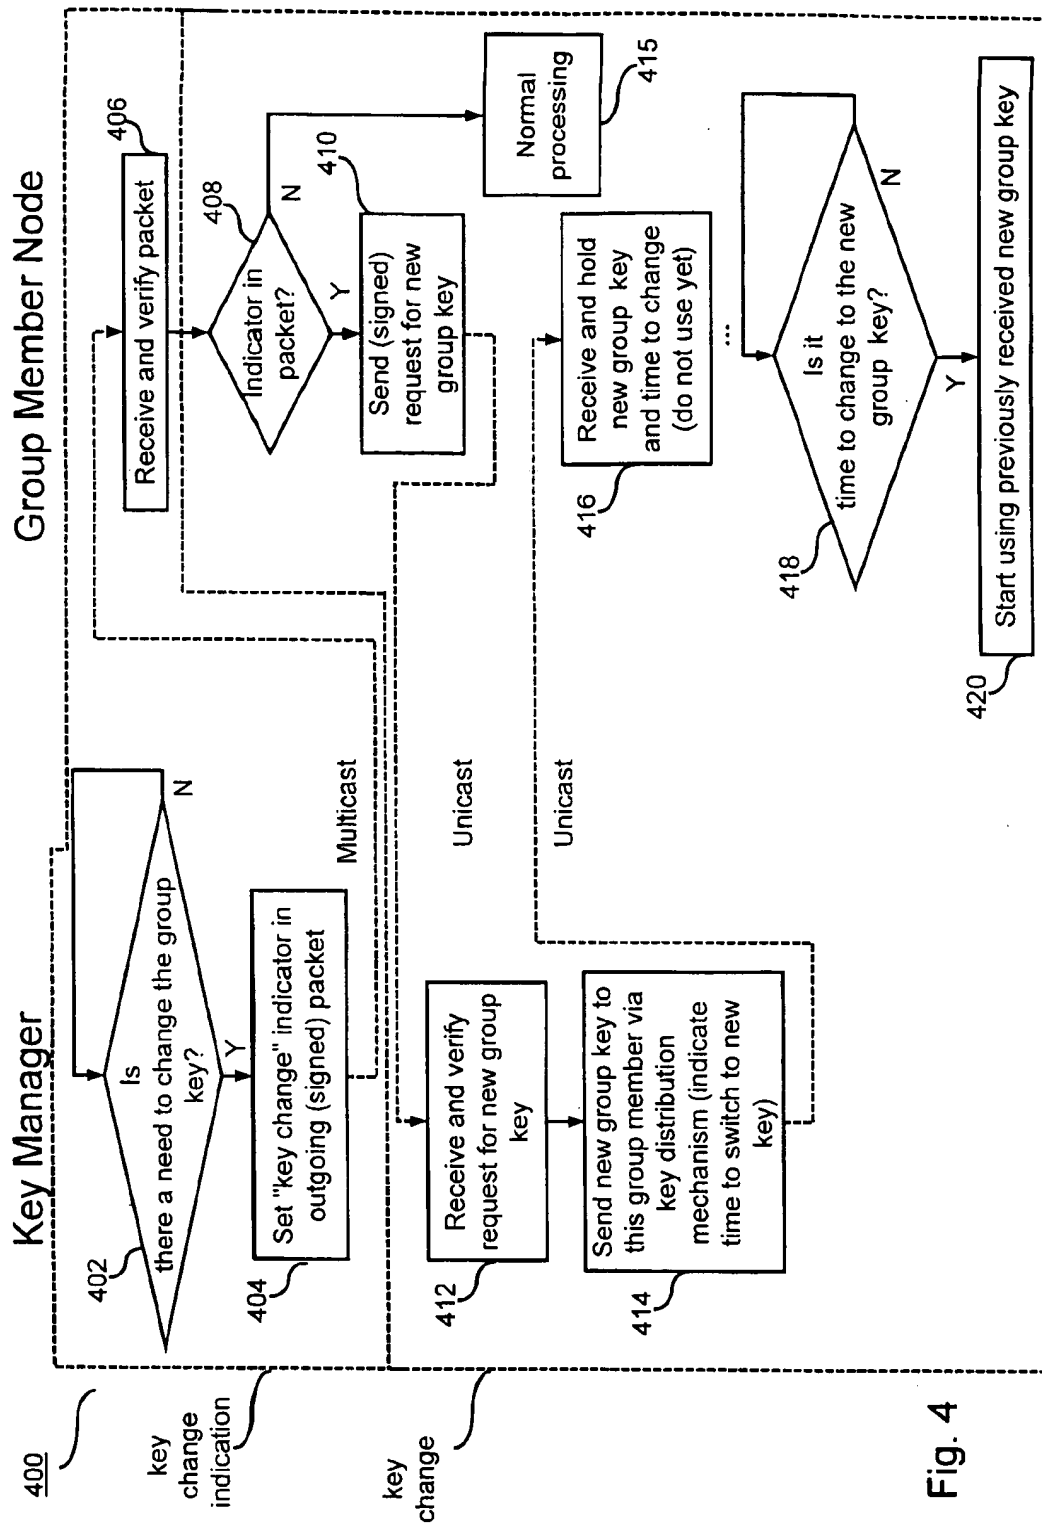 400
Key Manager
Group Member Node
key
change
indication
key
change
402
Is
there a need to change the group
key?
N
Y
404
Set "key change" indicator in
outgoing (signed) packet
Multicast
406
Receive and verify packet
408
Indicator in
packet?
N
Y
410
Send (signed)
request for new
group key
Normal
processing
415
Unicast
412
Receive and verify
request for new group
key
414
Send new group key to
this group member via
key distribution
mechanism (indicate
time to switch to new
key)
Unicast
416
Receive and hold
new group key
and time to change
(do not use yet)
...
418
Is it
time to change to the new
group key?
N
Y
420
Start using previously received new group key
Fig. 4